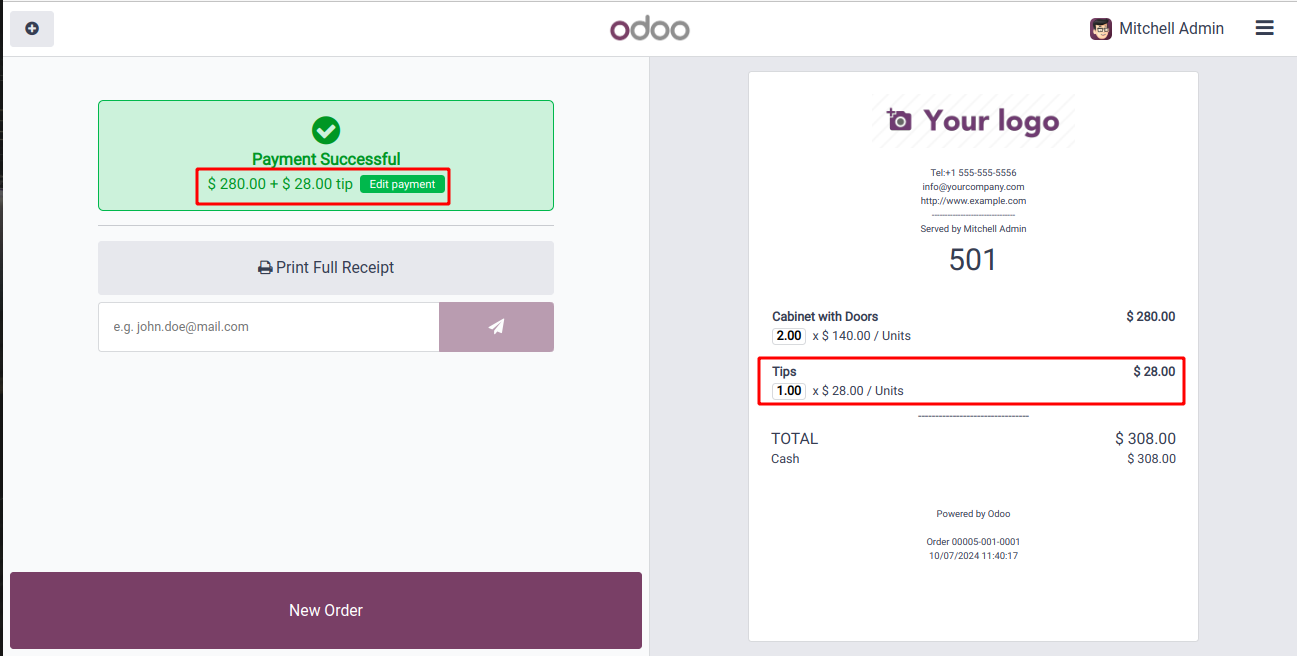 odoo
Mitchell Admin
Payment Successful
$ 280.00 + $ 28.00 tip Edit payment
Print Full Receipt
e.g. john.doe@mail.com
New Order
Your logo
Tel:+1 555-555-5556
info@yourcompany.com
http://www.example.com
--------------------------------
Served by Mitchell Admin
501
Cabinet with Doors $ 280.00
2.00 x $ 140.00 / Units
Tips $ 28.00
1.00 x $ 28.00 / Units
--------------------------------
TOTAL $ 308.00
Cash $ 308.00
Powered by Odoo
Order 00005-001-0001
10/07/2024 11:40:17